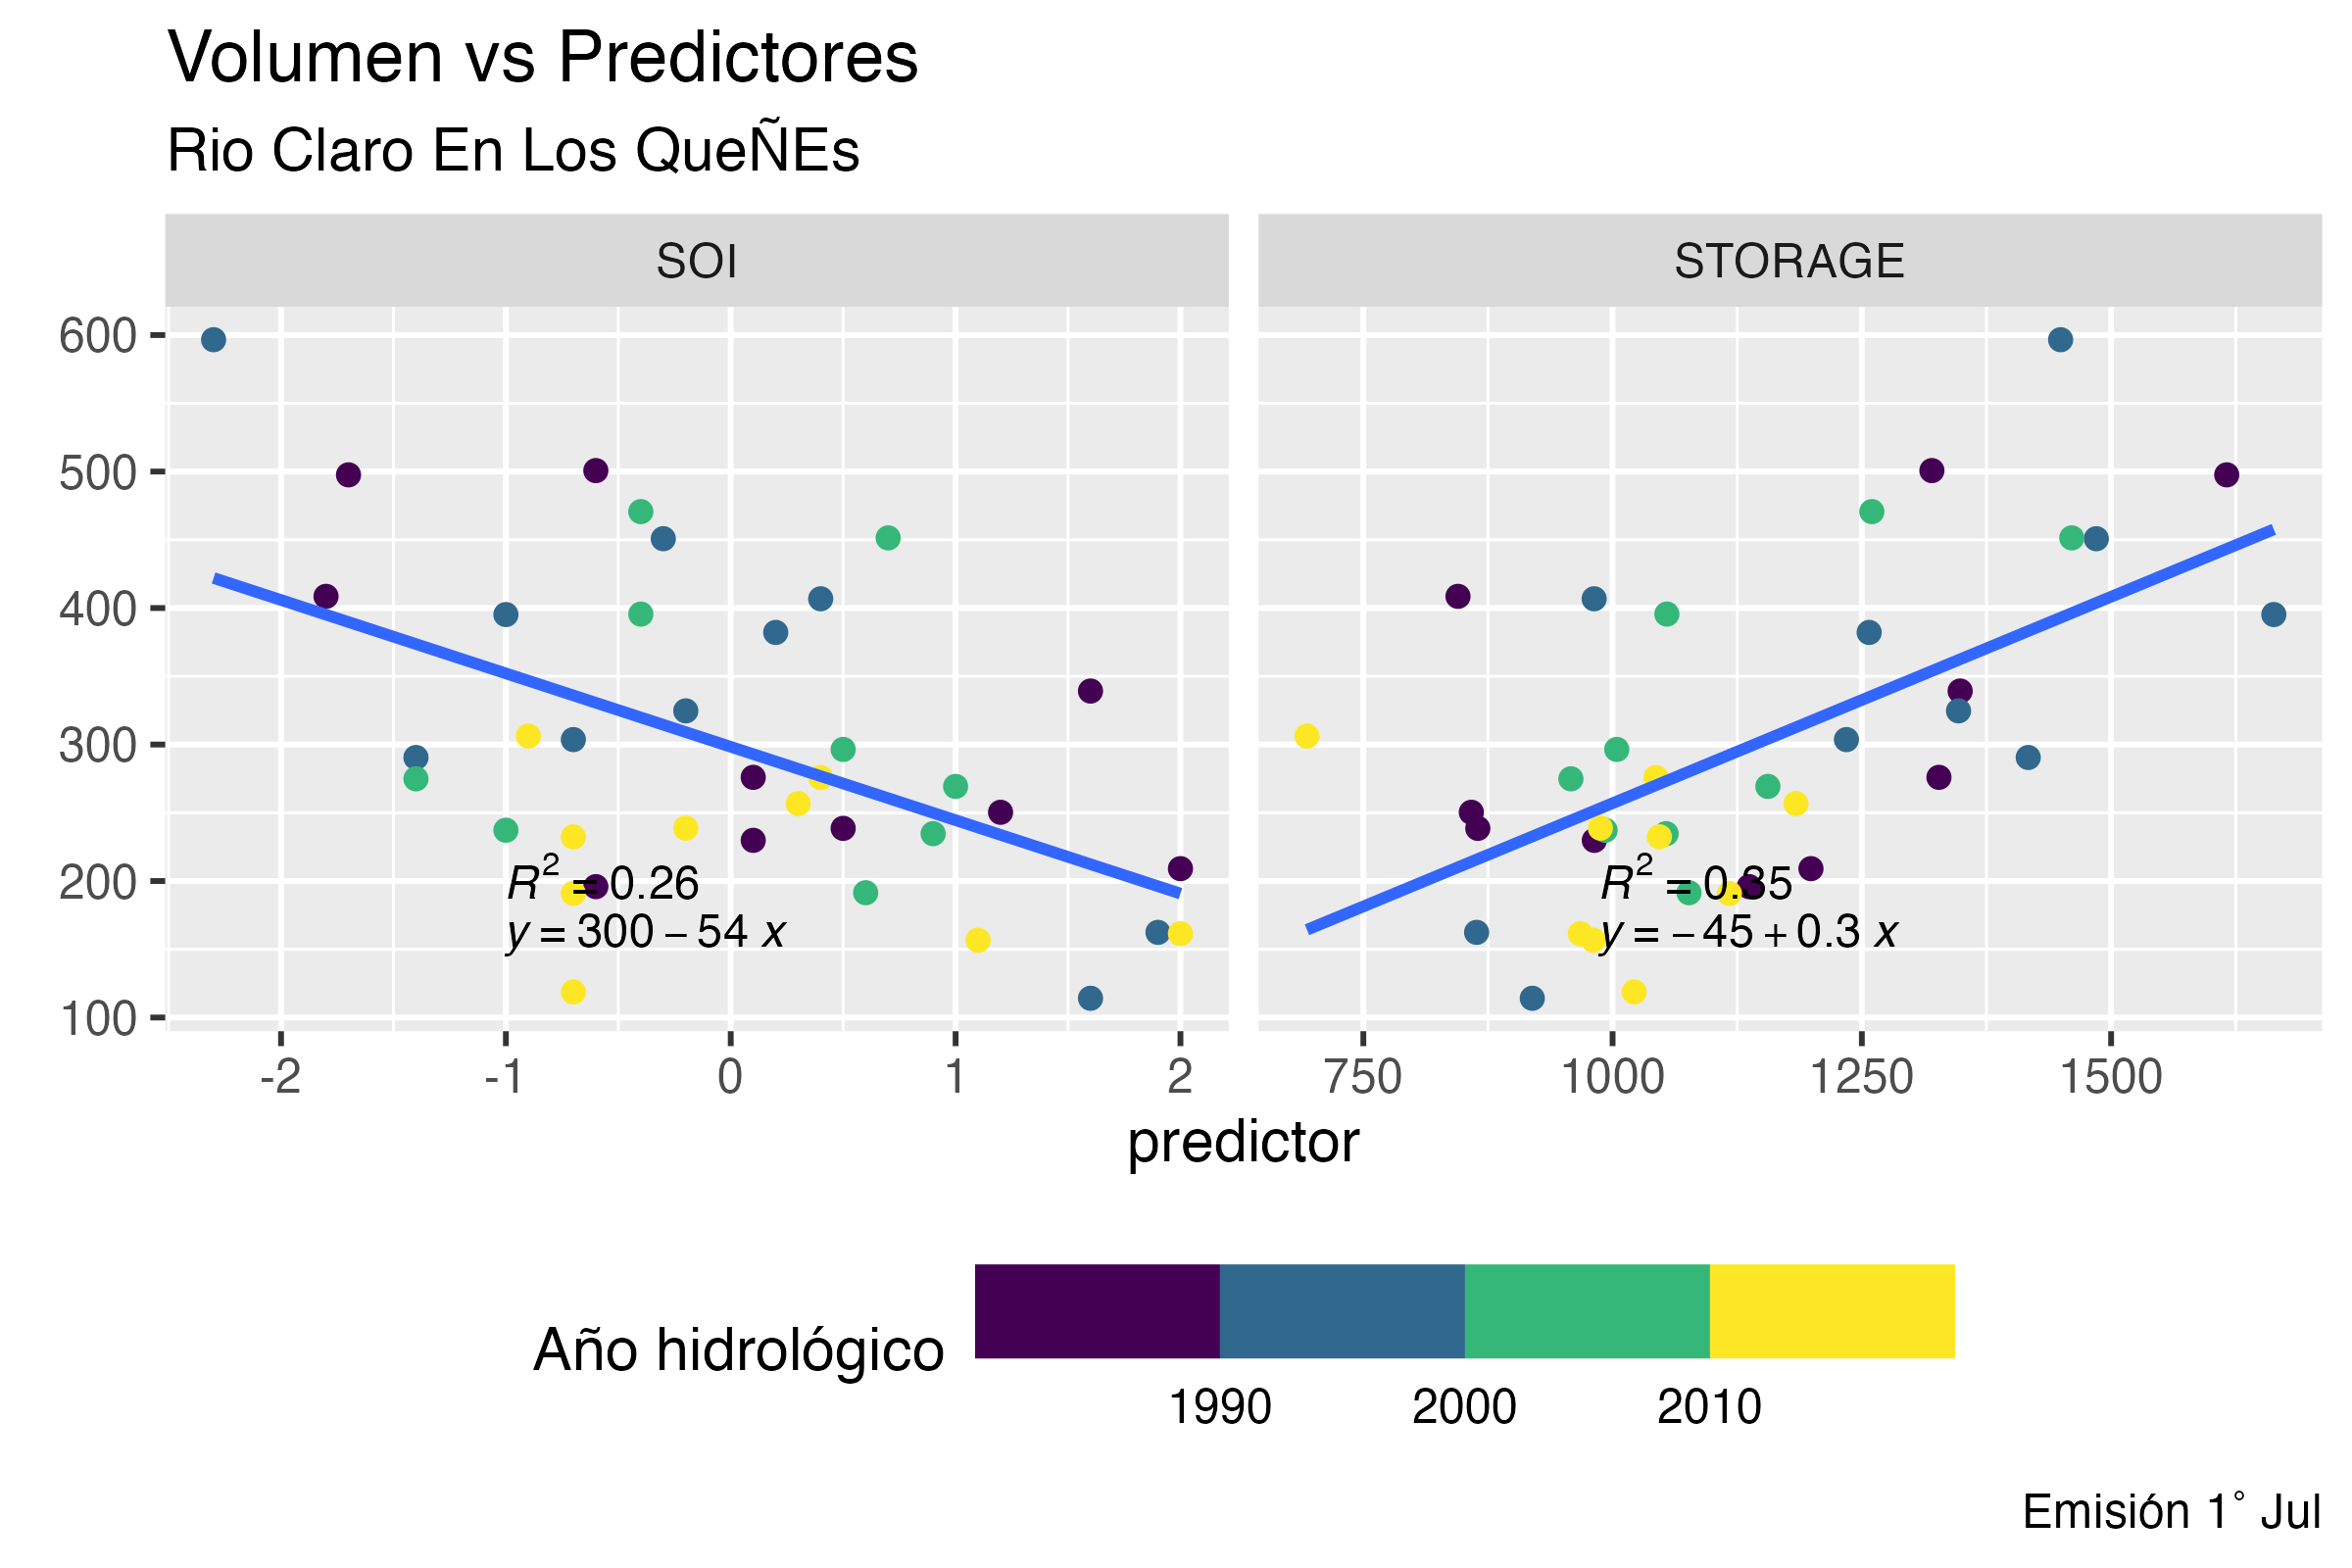 Volumen vs Predictores
Rio Claro En Los QueÑEs
SOI STORAGE
600
500
400
300
200
100
R² = 0.26
y = 300 − 54 x
R² = 0.35
y = − 45 + 0.3 x
-2 -1 0 1 2 750 1000 1250 1500
predictor
Año hidrológico
1990 2000 2010
Emisión 1° Jul